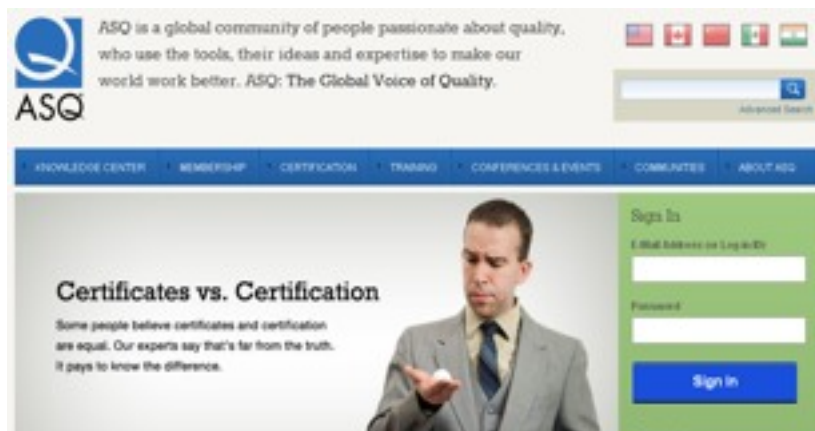 ASQ is a global community of people passionate about quality,
who use the tools, their ideas and expertise to make our
world work better. ASQ: The Global Voice of Quality.
ASQ
Advanced Search
KNOWLEDGE CENTER MEMBERSHIP CERTIFICATION TRAINING CONFERENCES & EVENTS COMMUNITIES ABOUT ASQ
Certificates vs. Certification
Some people believe certificates and certification
are equal. Our experts say that's far from the truth.
It pays to know the difference.
Sign In
E-Mail Address (or Log-in ID)
Password
Sign In